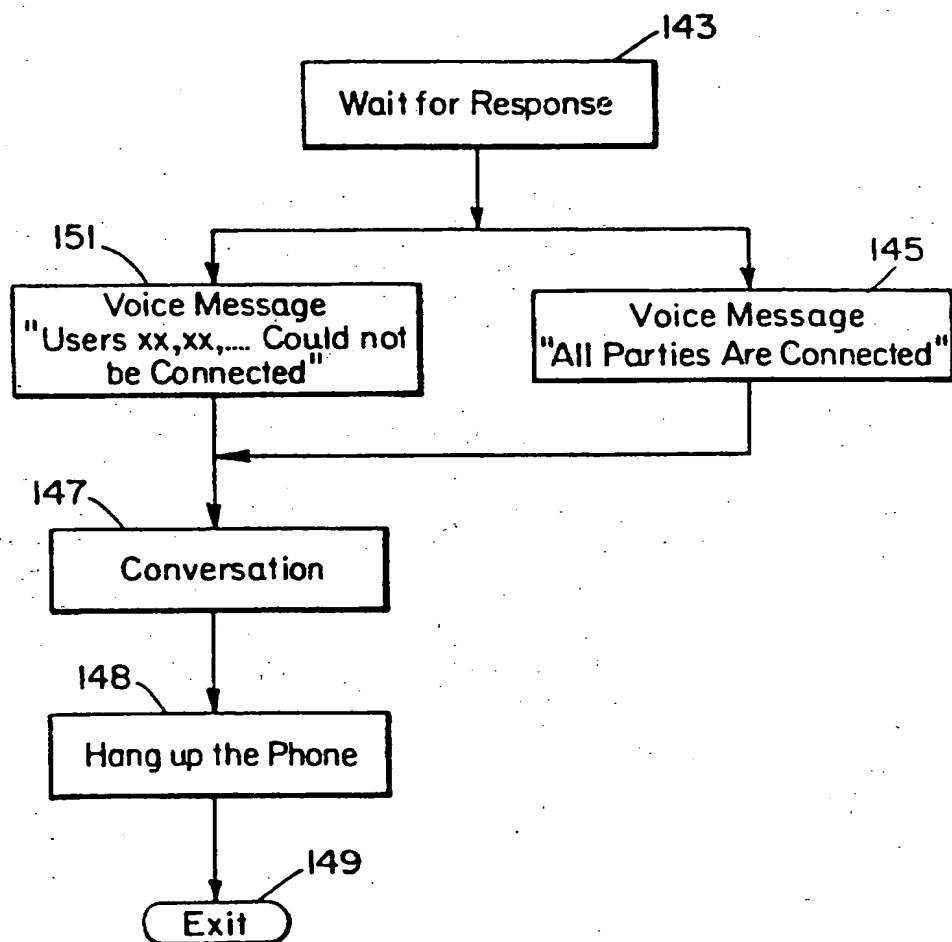 143
Wait for Response
151
Voice Message
"Users xx,xx,.... Could not
be Connected"
145
Voice Message
"All Parties Are Connected"
147
Conversation
148
Hang up the Phone
149
Exit